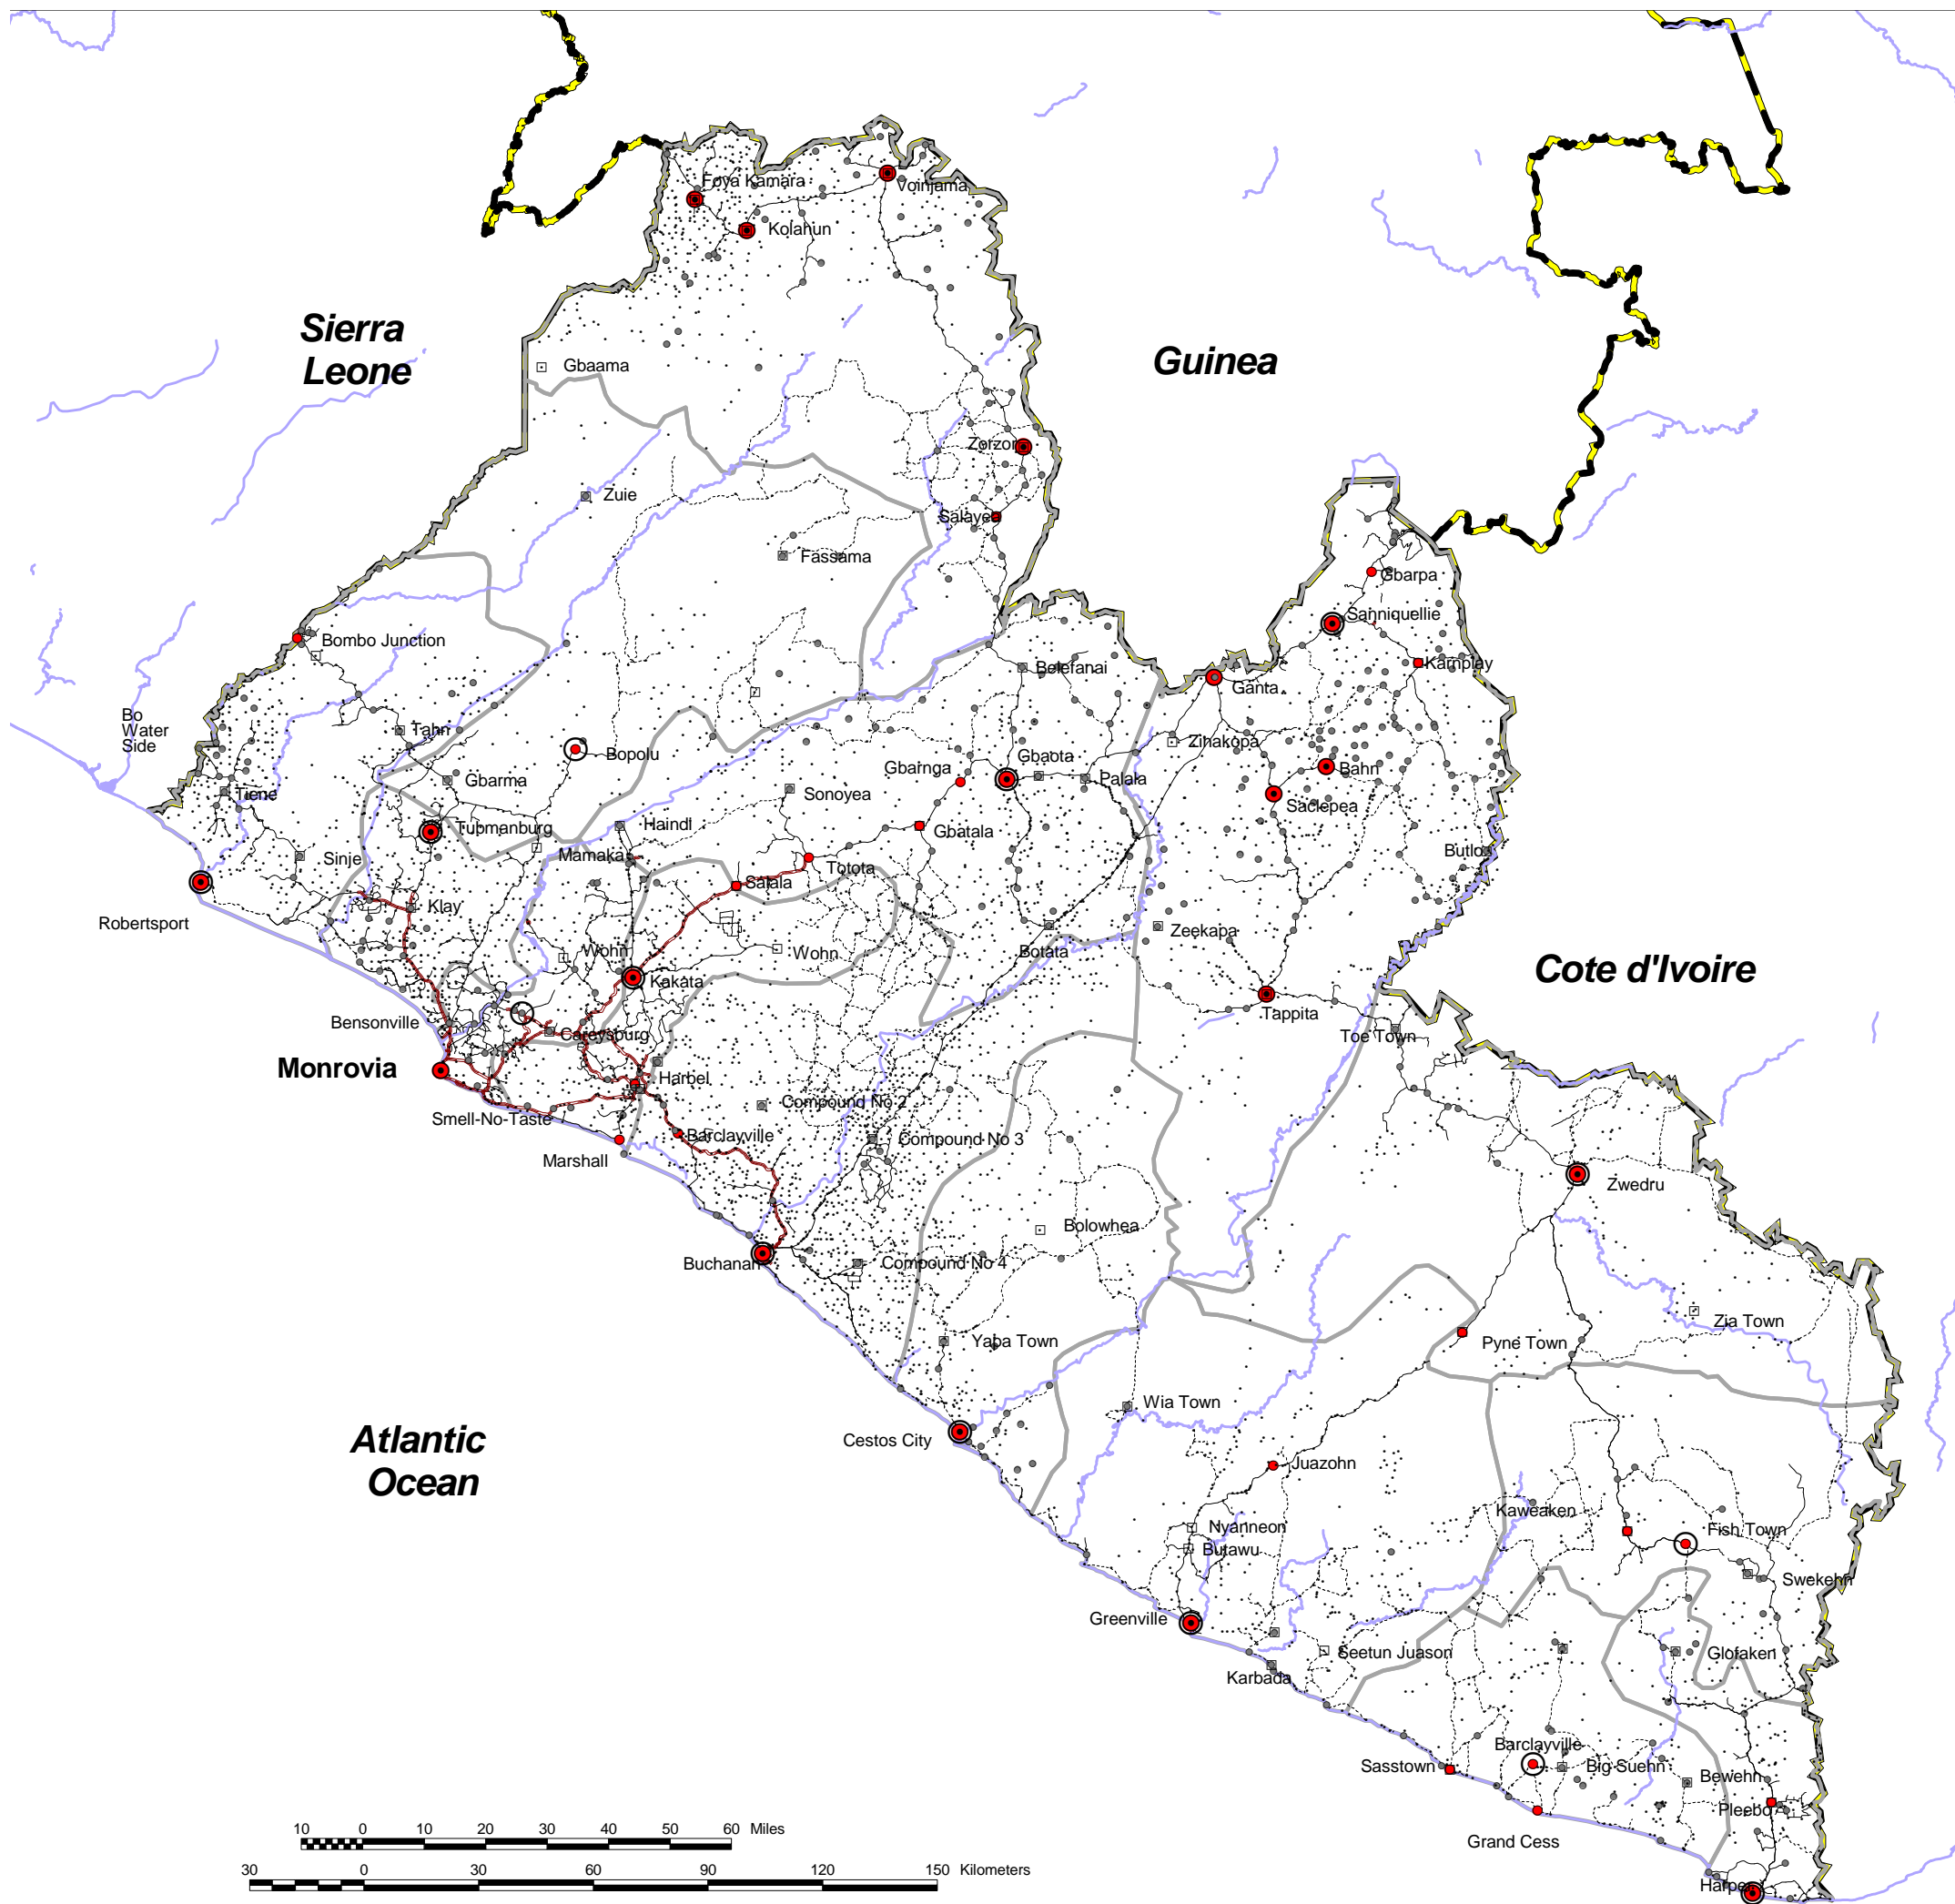 Foya Kamara
Voinjama
Kolahun
Sierra
Leone
Guinea
Gbaama
Zorzor
Zuie
Salayea
Fassama
Gbarpa
Sanniquellie
Bombo Junction
Belefanai
Karnplay
Ganta
Bo
Water
Side
Tahn
Zihakopa
Bopolu
Gbaota
Gbarnga
Palala
Bahn
Gbarma
Tiene
Sonoyea
Saclepea
Tubmanburg
Haindi
Gbatala
Sinje
Mamaka
Totota
Butlo
Salala
Klay
Robertsport
Zeekapa
Wohn
Wohn
Botata
Cote d'Ivoire
Kakata
Bensonville
Careysburg
Tappita
Toe Town
Monrovia
Harbel
Compound No 2
Smell-No-Taste
Barclayville
Compound No 3
Marshall
Zwedru
Bolowhea
Buchanan
Compound No 4
Zia Town
Yapa Town
Pyne Town
Wia Town
Atlantic
Ocean
Cestos City
Juazohn
Kaweaken
Nyanneon
Fish Town
Butawu
Swekehn
Greenville
Seetun Juason
Glofaken
Karbada
Barclayville
Sasstown
Big Suehn
Bewehn
Pleebo
Grand Cess
10 0 10 20 30 40 50 60 Miles
30 0 30 60 90 120 150 Kilometers
Harper